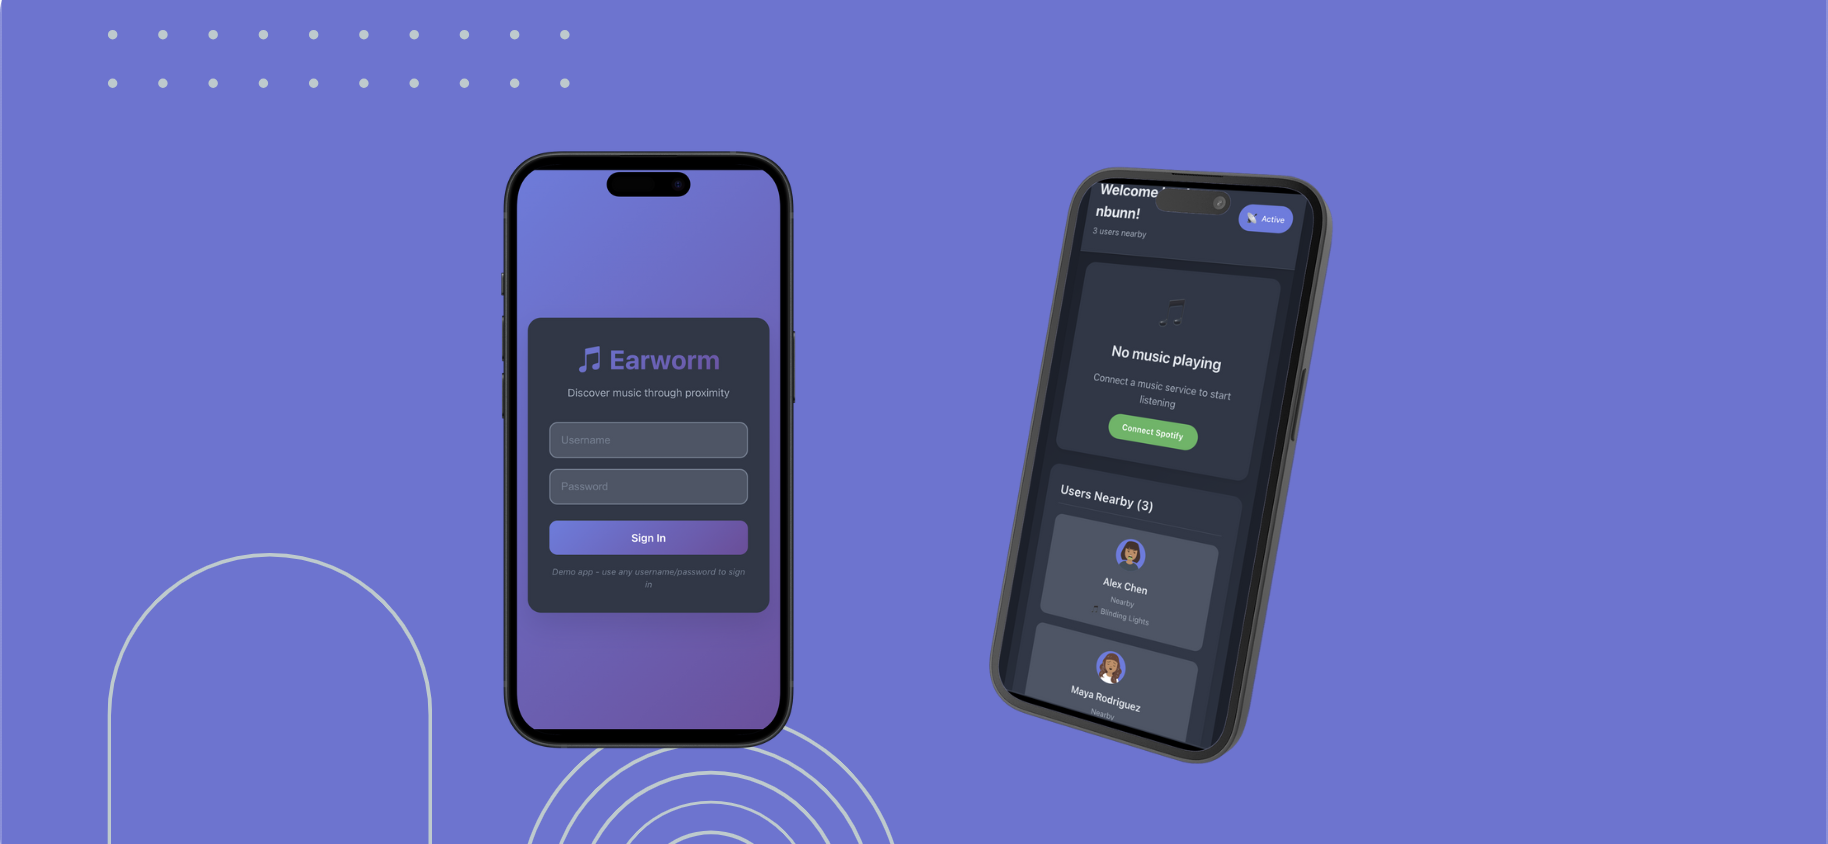 Earworm
Discover music through proximity
Username
Password
Sign In
Demo app - use any username/password to sign
in
Welcome
nbunn!
3 users nearby
Active
No music playing
Connect a music service to start
listening
Connect Spotify
Users Nearby (3)
Alex Chen
Nearby
Blinding Lights
Maya Rodriguez
Nearby